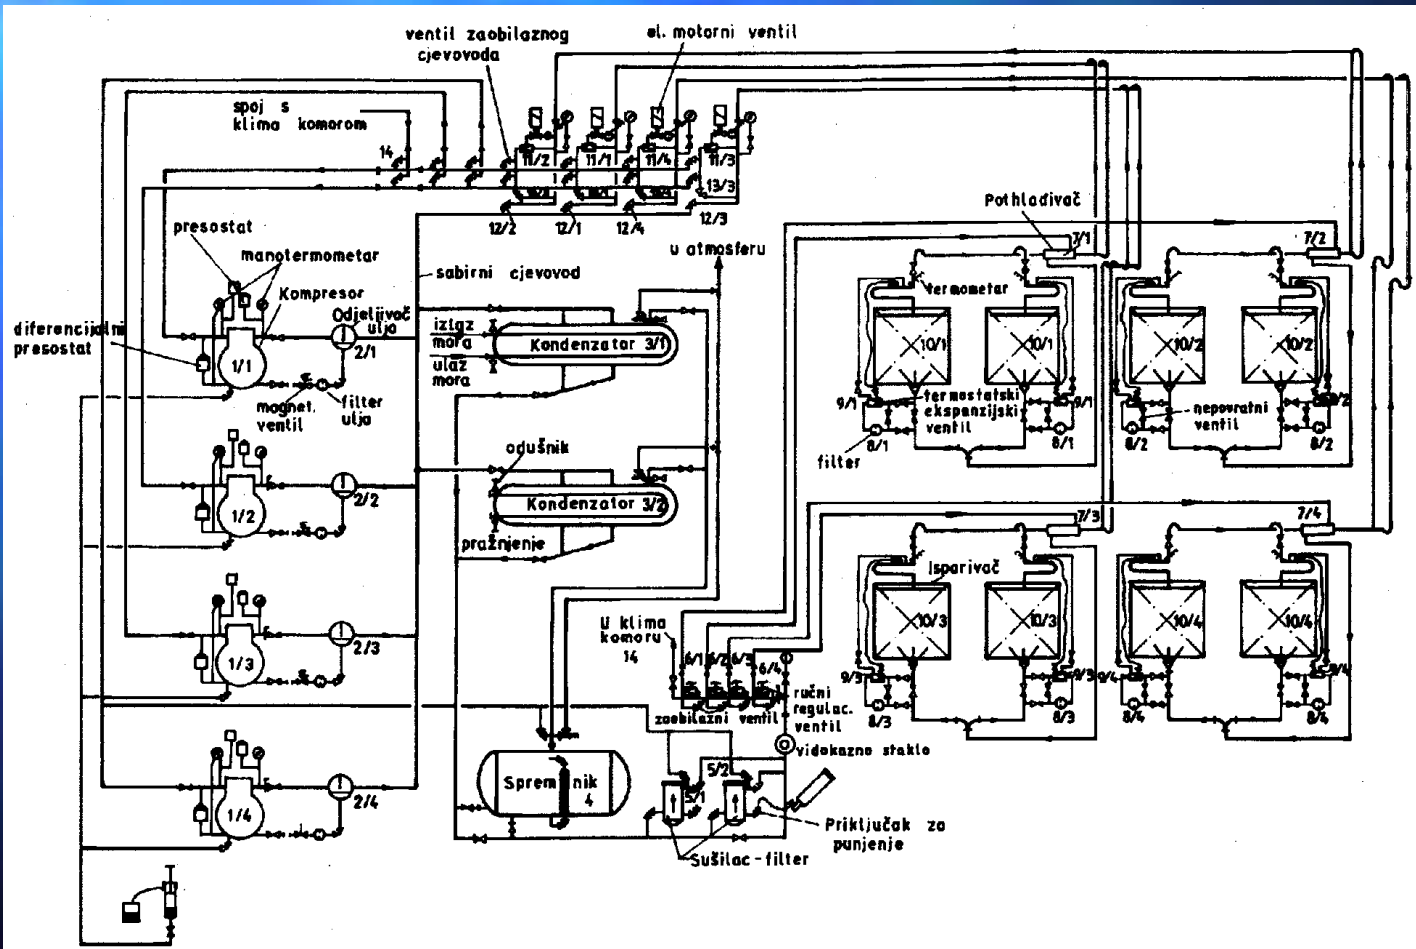 ventil zaobilaznog
cjevovoda
el. motorni ventil
spoj s
klima komorom
14
11/2
11/1
11/4
11/3
13/3
12/2
12/1
12/4
12/3
presostat
manotermometar
sabirni cjevovod
u atmosferu
Kompresor
Odjeljivač
ulja
diferencijalni
presostat
1/1
2/1
magnet.
ventil
filter
ulja
izlaz
mora
ulaz
mora
Kondenzator 3/1
odušnik
Kondenzator 3/2
pražnjenje
1/2
2/2
1/3
2/3
1/4
2/4
Pothlađivač
7/1
7/2
termometar
10/1
10/1
10/2
10/2
9/1
termostatski
ekspanzijski
ventil
9/1
nepovratni
ventil
9/2
8/1
8/1
8/2
8/2
filter
7/3
7/4
Isparivač
10/3
10/3
10/4
10/4
9/3
9/3
9/4
9/4
8/3
8/3
8/4
8/4
U klima
komoru
14
6/1
6/2
6/3
6/4
zaobilazni ventil
ručni
regulac.
ventil
vidokazno staklo
Spremnik
4
5/1
5/2
Priključak za
punjenje
Sušilac-filter